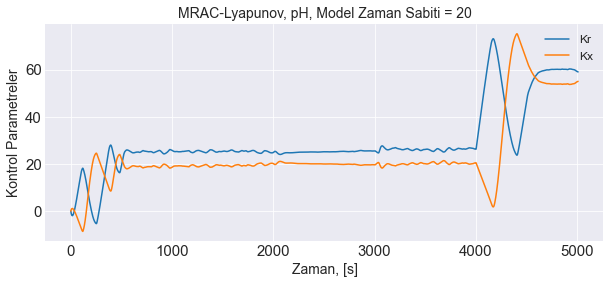 MRAC-Lyapunov, pH, Model Zaman Sabiti = 20
Kontrol Parametreler
60
40
20
0
Kr
Kx
0 1000 2000 3000 4000 5000
Zaman, [s]